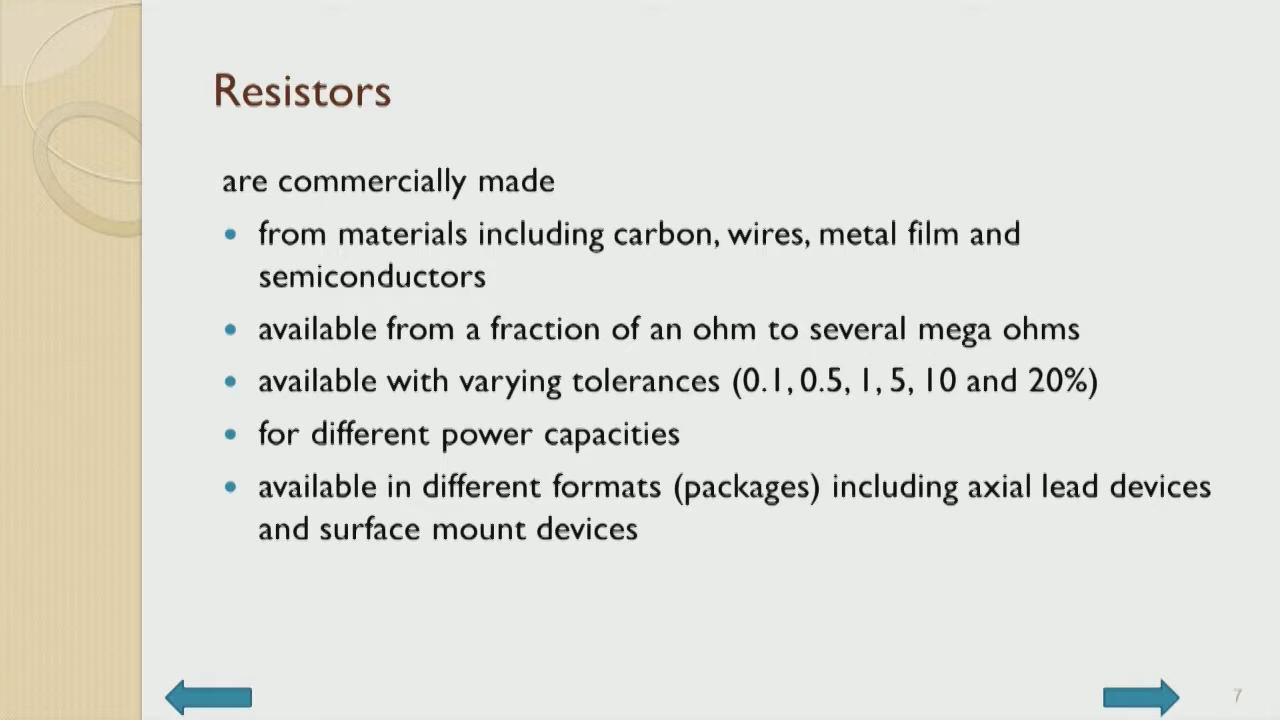 Resistors
are commercially made
• from materials including carbon, wires, metal film and
semiconductors
• available from a fraction of an ohm to several mega ohms
• available with varying tolerances (0.1, 0.5, 1, 5, 10 and 20%)
• for different power capacities
• available in different formats (packages) including axial lead devices
and surface mount devices
7